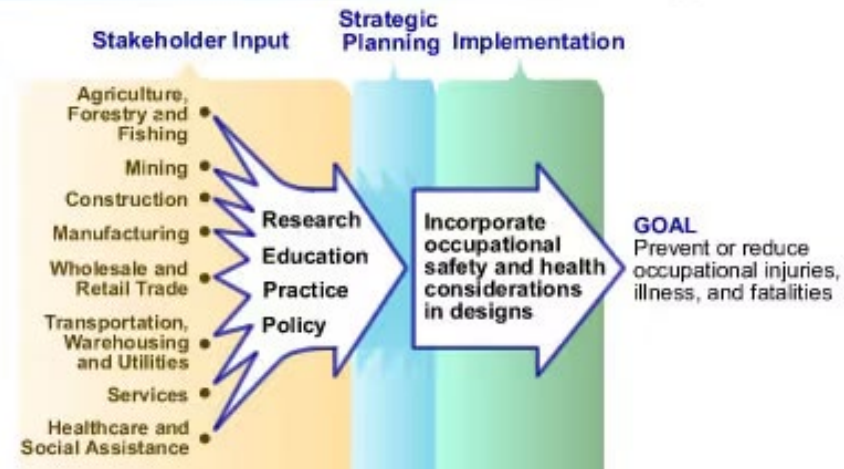 Stakeholder Input
Strategic
Planning
Implementation
Agriculture,
Forestry and
Fishing
Mining
Construction
Manufacturing
Wholesale and
Retail Trade
Transportation,
Warehousing
and Utilities
Services
Healthcare and
Social Assistance
Research
Education
Practice
Policy
Incorporate
occupational
safety and health
considerations
in designs
GOAL
Prevent or reduce
occupational injuries,
illness, and fatalities